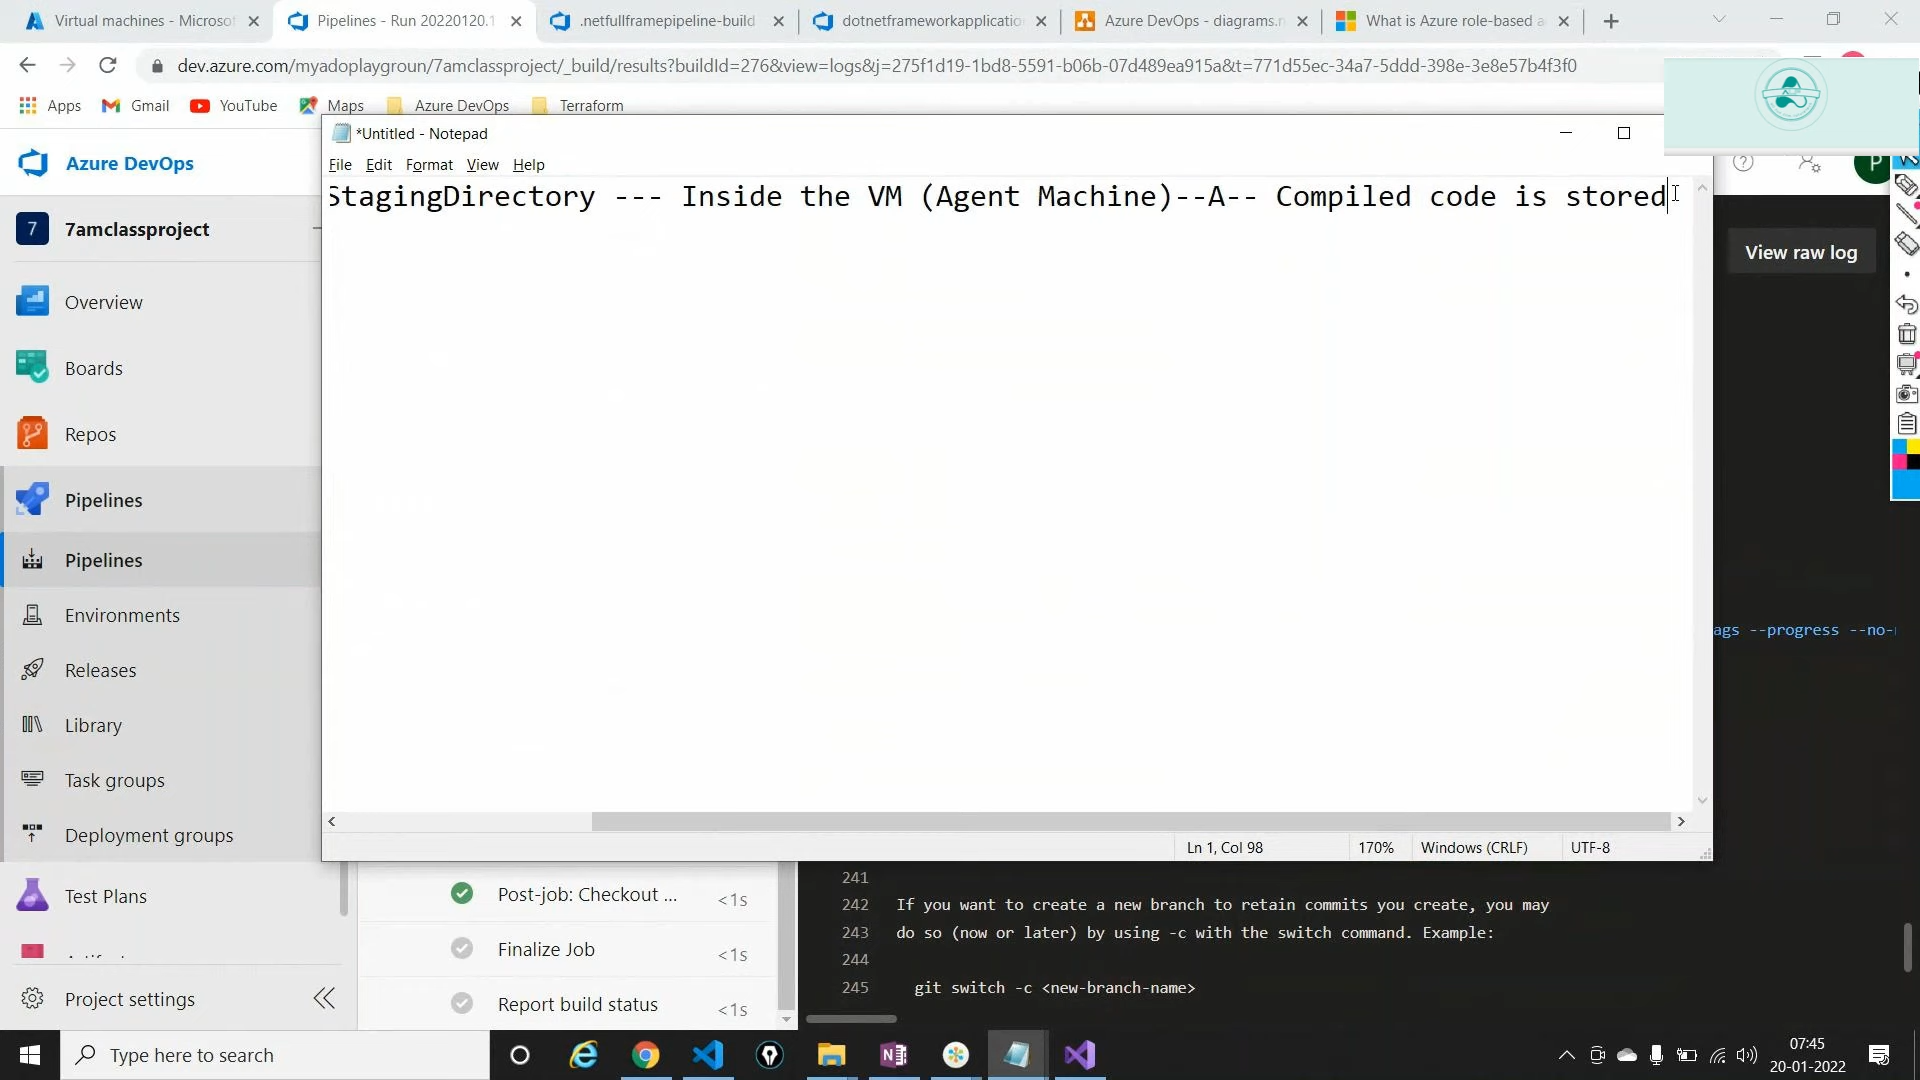 Virtual machines - Microsof
Pipelines - Run 20220120.1
.netfullframepipeline-build
dotnetframeworkapplicatio
Azure DevOps - diagrams.n
What is Azure role-based a
dev.azure.com/myadoplaygroun/7amclassproject/_build/results?buildId=276&view=logs&j=275f1d19-1bd8-5591-b06b-07d489ea915a&t=771d55ec-34a7-5ddd-398e-3e8e57b4f3f0
Apps
Gmail
YouTube
Maps
Azure DevOps
Terraform
*Untitled - Notepad
File Edit Format View Help
StagingDirectory --- Inside the VM (Agent Machine)--A-- Compiled code is stored
Ln 1, Col 98
170%
Windows (CRLF)
UTF-8
Azure DevOps
7
7amclassproject
Overview
Boards
Repos
Pipelines
Pipelines
Environments
Releases
Library
Task groups
Deployment groups
Test Plans
Project settings
P
View raw log
ags --progress --no-
Post-job: Checkout ... <1s
Finalize Job <1s
Report build status <1s
241
242 If you want to create a new branch to retain commits you create, you may
243 do so (now or later) by using -c with the switch command. Example:
244
245 git switch -c <new-branch-name>
Type here to search
07:45
20-01-2022